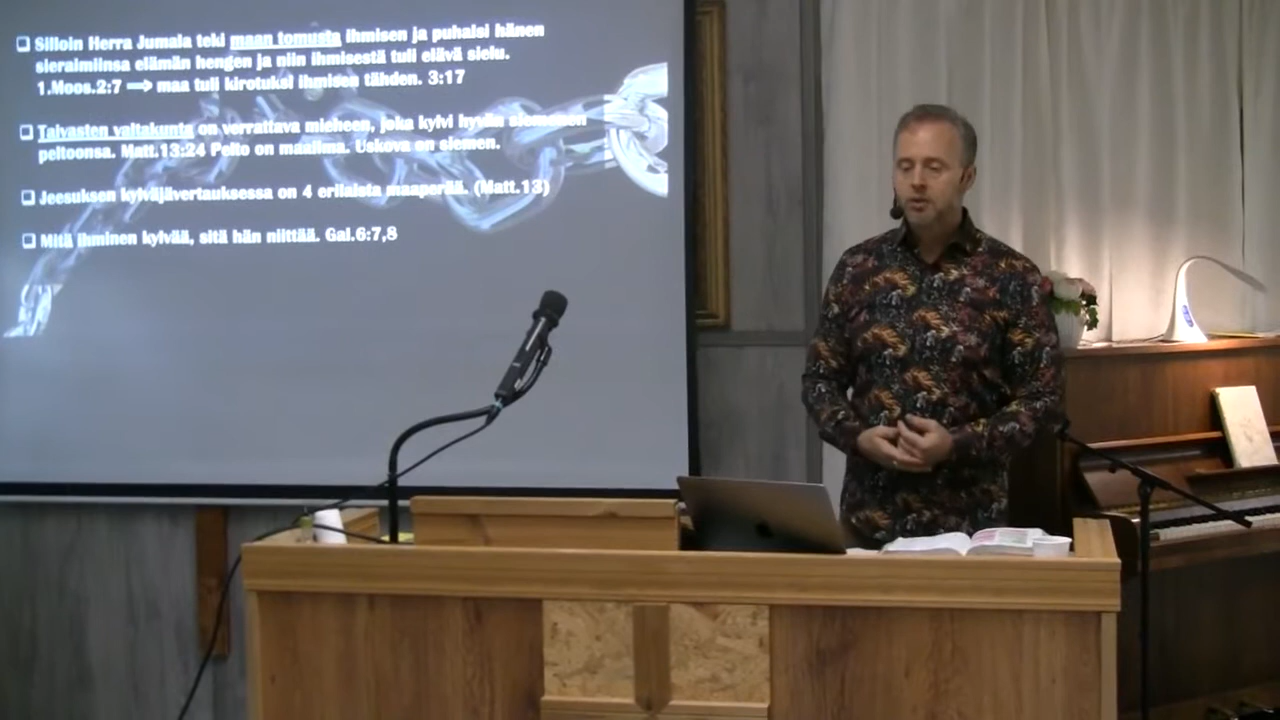 Silloin Herra Jumala teki maan tomusta ihmisen ja puhalsi hänen
sieraimiinsa elämän hengen ja niin ihmisestä tuli elävä sielu.
1.Moos.2:7 ==> maa tuli kirotuksi ihmisen tähden. 3:17
Taivasten valtakunta on verrattava mieheen, joka kylvi hyvän siemenen
peltoonsa. Matt.13:24 Pelto on maailma. Uskova on siemen.
Jeesuksen kylväjävertauksessa on 4 erilaista maaperää. (Matt.13)
Mitä ihminen kylvää, sitä hän niittää. Gal.6:7,8